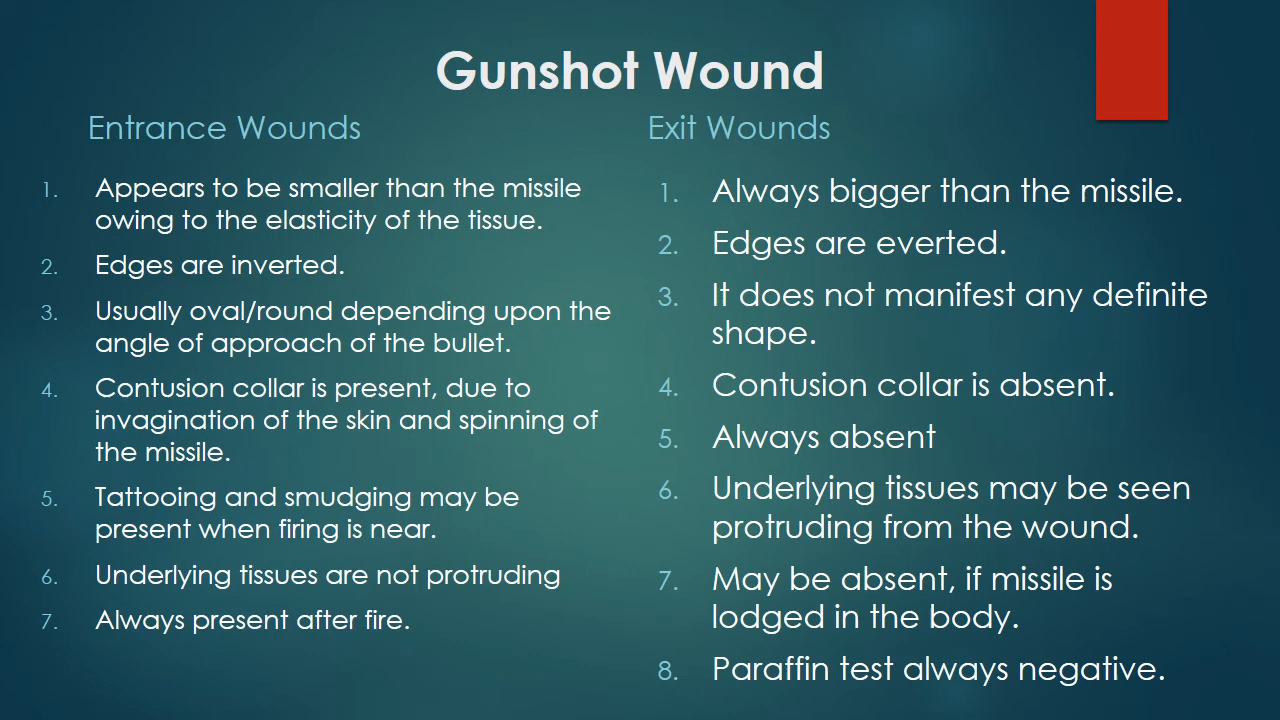 Gunshot Wound
Entrance Wounds
1. Appears to be smaller than the missile
owing to the elasticity of the tissue.
2. Edges are inverted.
3. Usually oval/round depending upon the
angle of approach of the bullet.
4. Contusion collar is present, due to
invagination of the skin and spinning of
the missile.
5. Tattooing and smudging may be
present when firing is near.
6. Underlying tissues are not protruding
7. Always present after fire.
Exit Wounds
1. Always bigger than the missile.
2. Edges are everted.
3. It does not manifest any definite
shape.
4. Contusion collar is absent.
5. Always absent
6. Underlying tissues may be seen
protruding from the wound.
7. May be absent, if missile is
lodged in the body.
8. Paraffin test always negative.